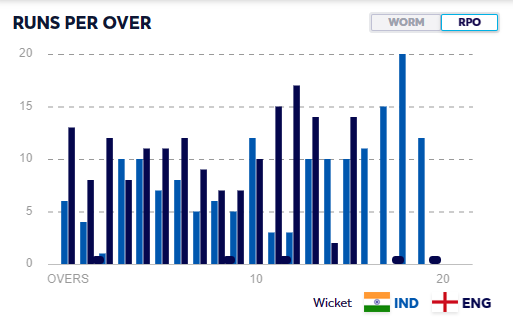 RUNS PER OVER
WORM RPO
20
15
10
5
0
OVERS 10 20
Wicket IND ENG